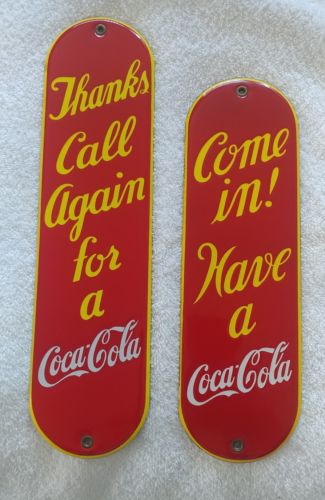 Thanks
Call
Again
for
a
Coca-Cola
Come
in!
Have
a
Coca-Cola